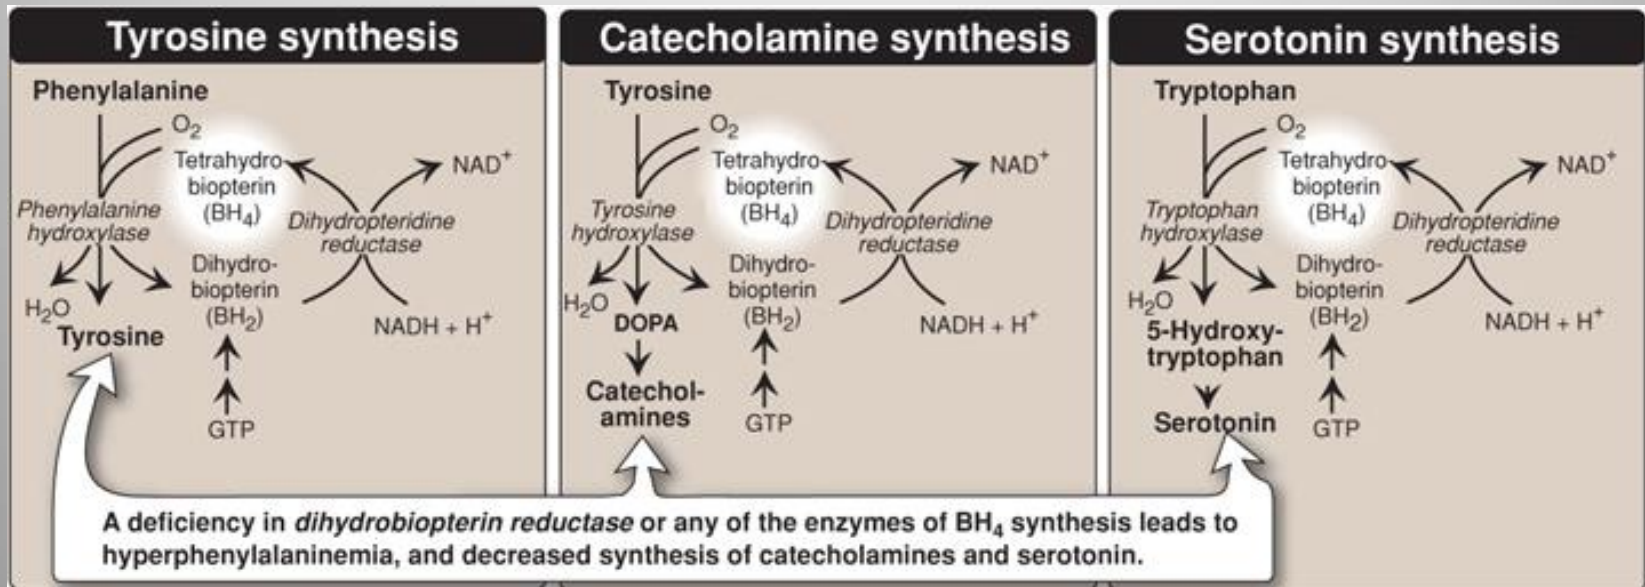 Tyrosine synthesis
Phenylalanine
O₂
Tetrahydro-
biopterin
(BH₄)
NAD⁺
Phenylalanine
hydroxylase
Dihydropteridine
reductase
Dihydro-
biopterin
(BH₂)
H₂O
Tyrosine
NADH + H⁺
GTP
Catecholamine synthesis
Tyrosine
O₂
Tetrahydro-
biopterin
(BH₄)
NAD⁺
Tyrosine
hydroxylase
Dihydropteridine
reductase
Dihydro-
biopterin
(BH₂)
H₂O
DOPA
NADH + H⁺
Catechol-
amines
GTP
Serotonin synthesis
Tryptophan
O₂
Tetrahydro-
biopterin
(BH₄)
NAD⁺
Tryptophan
hydroxylase
Dihydropteridine
reductase
Dihydro-
biopterin
(BH₂)
H₂O
5-Hydroxy-
tryptophan
NADH + H⁺
Serotonin
GTP
A deficiency in dihydrobiopterin reductase or any of the enzymes of BH₄ synthesis leads to
hyperphenylalaninemia, and decreased synthesis of catecholamines and serotonin.